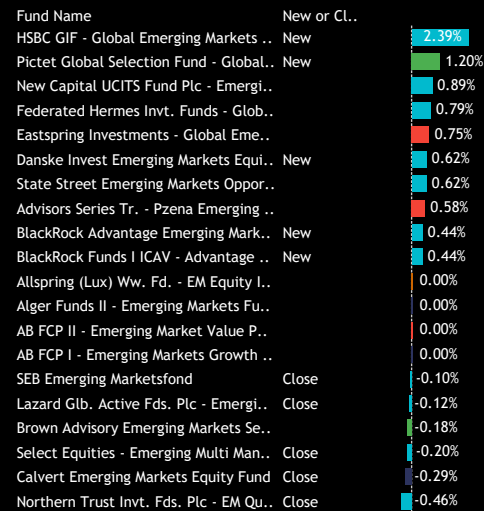 Fund Name New or Cl..
HSBC GIF - Global Emerging Markets .. New 2.39%
Pictet Global Selection Fund - Global.. New 1.20%
New Capital UCITS Fund Plc - Emergi.. 0.89%
Federated Hermes Invt. Funds - Glob.. 0.79%
Eastspring Investments - Global Eme.. 0.75%
Danske Invest Emerging Markets Equi.. New 0.62%
State Street Emerging Markets Oppor.. 0.62%
Advisors Series Tr. - Pzena Emerging .. 0.58%
BlackRock Advantage Emerging Mark.. New 0.44%
BlackRock Funds I ICAV - Advantage .. New 0.44%
Allspring (Lux) Ww. Fd. - EM Equity I.. 0.00%
Alger Funds II - Emerging Markets Fu.. 0.00%
AB FCP II - Emerging Market Value P.. 0.00%
AB FCP I - Emerging Markets Growth .. 0.00%
SEB Emerging Marketsfond Close -0.10%
Lazard Glb. Active Fds. Plc - Emergi.. Close -0.12%
Brown Advisory Emerging Markets Se.. -0.18%
Select Equities - Emerging Multi Man.. Close -0.20%
Calvert Emerging Markets Equity Fund Close -0.29%
Northern Trust Invt. Fds. Plc - EM Qu.. Close -0.46%